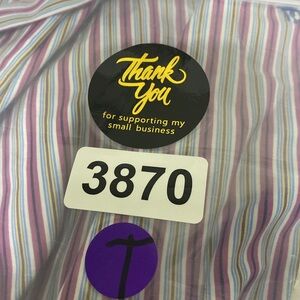 Thank
You
for supporting my
small business
3870
T